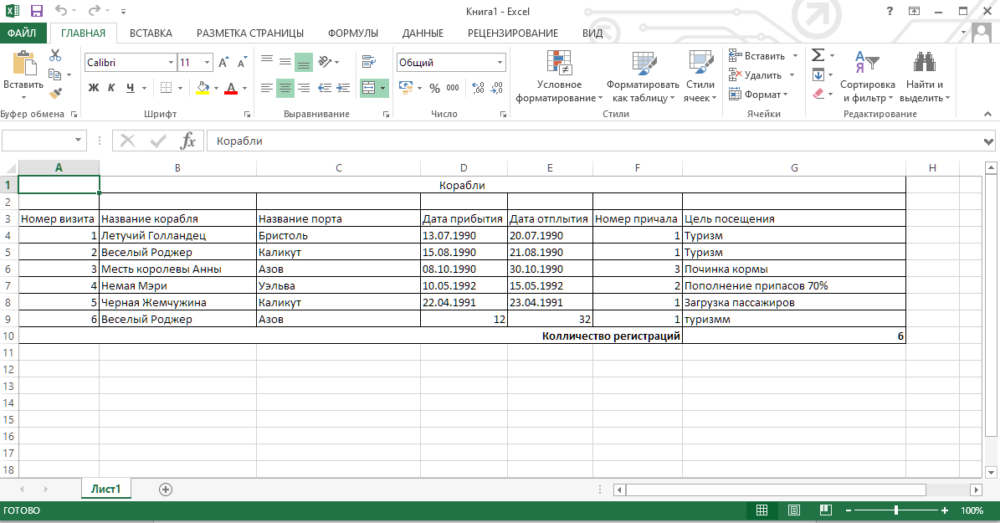 Книга1 - Excel
?
ФАЙЛ ГЛАВНАЯ ВСТАВКА РАЗМЕТКА СТРАНИЦЫ ФОРМУЛЫ ДАННЫЕ РЕЦЕНЗИРОВАНИЕ ВИД
Вставить
Буфер обмена
Calibri 11
Ж К Ч
Шрифт
Выравнивание
Общий
% 000
Число
Условное форматирование
Форматировать как таблицу
Стили ячеек
Стили
Вставить
Удалить
Формат
Ячейки
Сортировка и фильтр
Найти и выделить
Редактирование
fx Корабли
A B C D E F G H
1 Корабли
2
3 Номер визита Название корабля Название порта Дата прибытия Дата отплытия Номер причала Цель посещения
4 1 Летучий Голландец Бристоль 13.07.1990 20.07.1990 1 Туризм
5 2 Веселый Роджер Каликут 15.08.1990 21.08.1990 1 Туризм
6 3 Месть королевы Анны Азов 08.10.1990 30.10.1990 3 Починка кормы
7 4 Немая Мэри Уэльва 10.05.1992 15.05.1992 2 Пополнение припасов 70%
8 5 Черная Жемчужина Каликут 22.04.1991 23.04.1991 1 Загрузка пассажиров
9 6 Веселый Роджер Азов 12 32 1 туризмм
10 Колличество регистраций 6
11
12
13
14
15
16
17
18
Лист1
ГОТОВО 100%